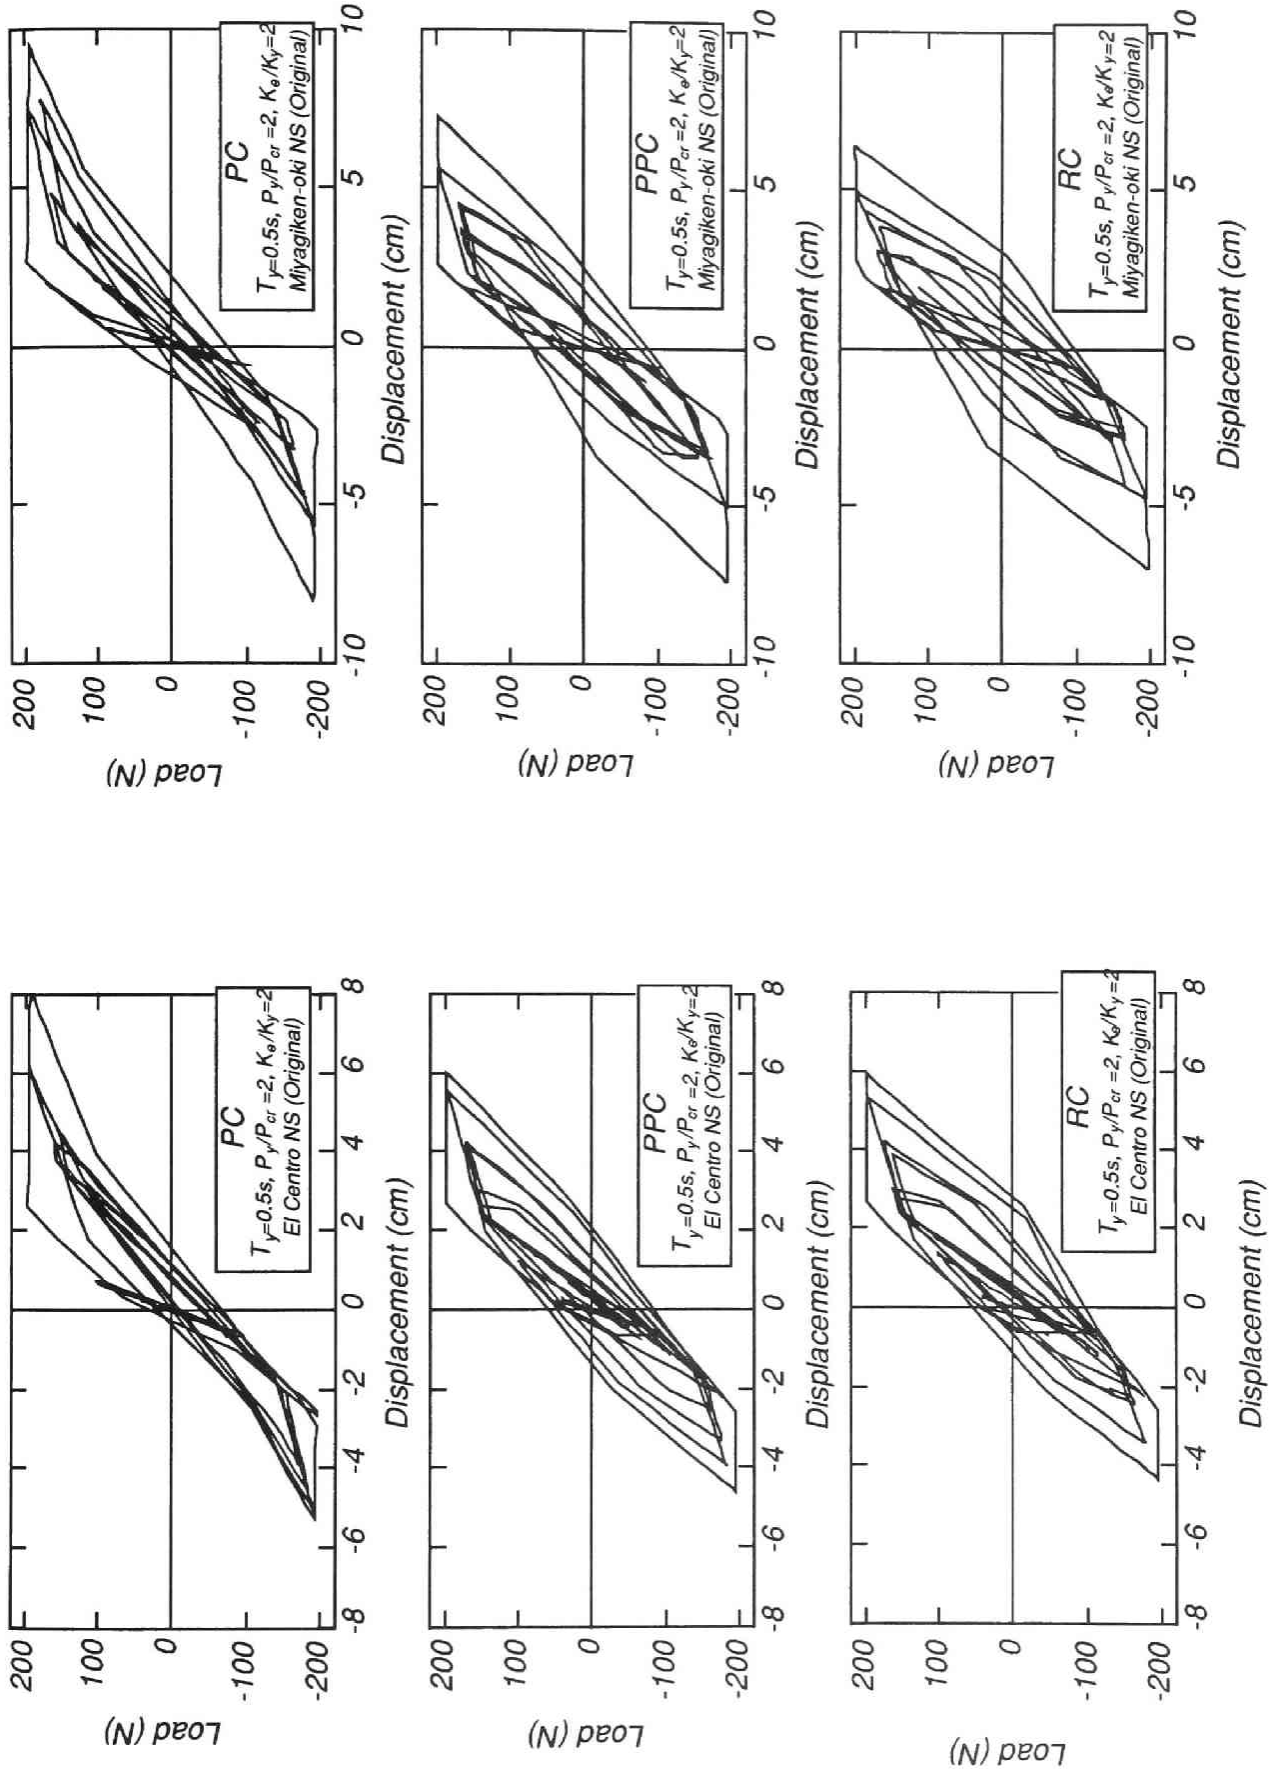 Load (N)
200
100
0
-100
-200
PC
Ty=0.5s, Py/Pcr=2, Ke/Ky=2
El Centro NS (Original)
-8 -6 -4 -2 0 2 4 6 8
Displacement (cm)
Load (N)
200
100
0
-100
-200
PC
Ty=0.5s, Py/Pcr=2, Ke/Ky=2
Miyagiken-oki NS (Original)
-10 -5 0 5 10
Displacement (cm)
Load (N)
200
100
0
-100
-200
PPC
Ty=0.5s, Py/Pcr=2, Ke/Ky=2
El Centro NS (Original)
-8 -6 -4 -2 0 2 4 6 8
Displacement (cm)
Load (N)
200
100
0
-100
-200
PPC
Ty=0.5s, Py/Pcr=2, Ke/Ky=2
Miyagiken-oki NS (Original)
-10 -5 0 5 10
Displacement (cm)
Load (N)
200
100
0
-100
-200
RC
Ty=0.5s, Py/Pcr=2, Ke/Ky=2
El Centro NS (Original)
-8 -6 -4 -2 0 2 4 6 8
Displacement (cm)
Load (N)
200
100
0
-100
-200
RC
Ty=0.5s, Py/Pcr=2, Ke/Ky=2
Miyagiken-oki NS (Original)
-10 -5 0 5 10
Displacement (cm)